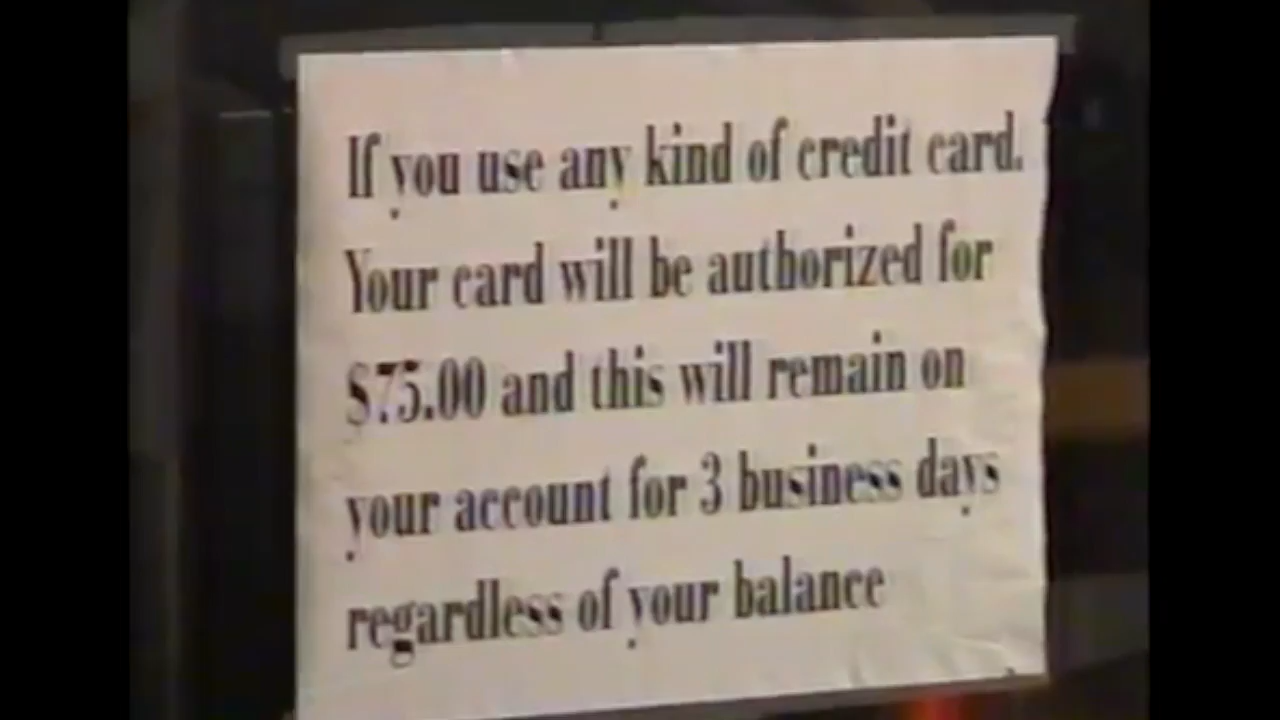 If you use any kind of credit card.
Your card will be authorized for
$75.00 and this will remain on
your account for 3 business days
regardless of your balance